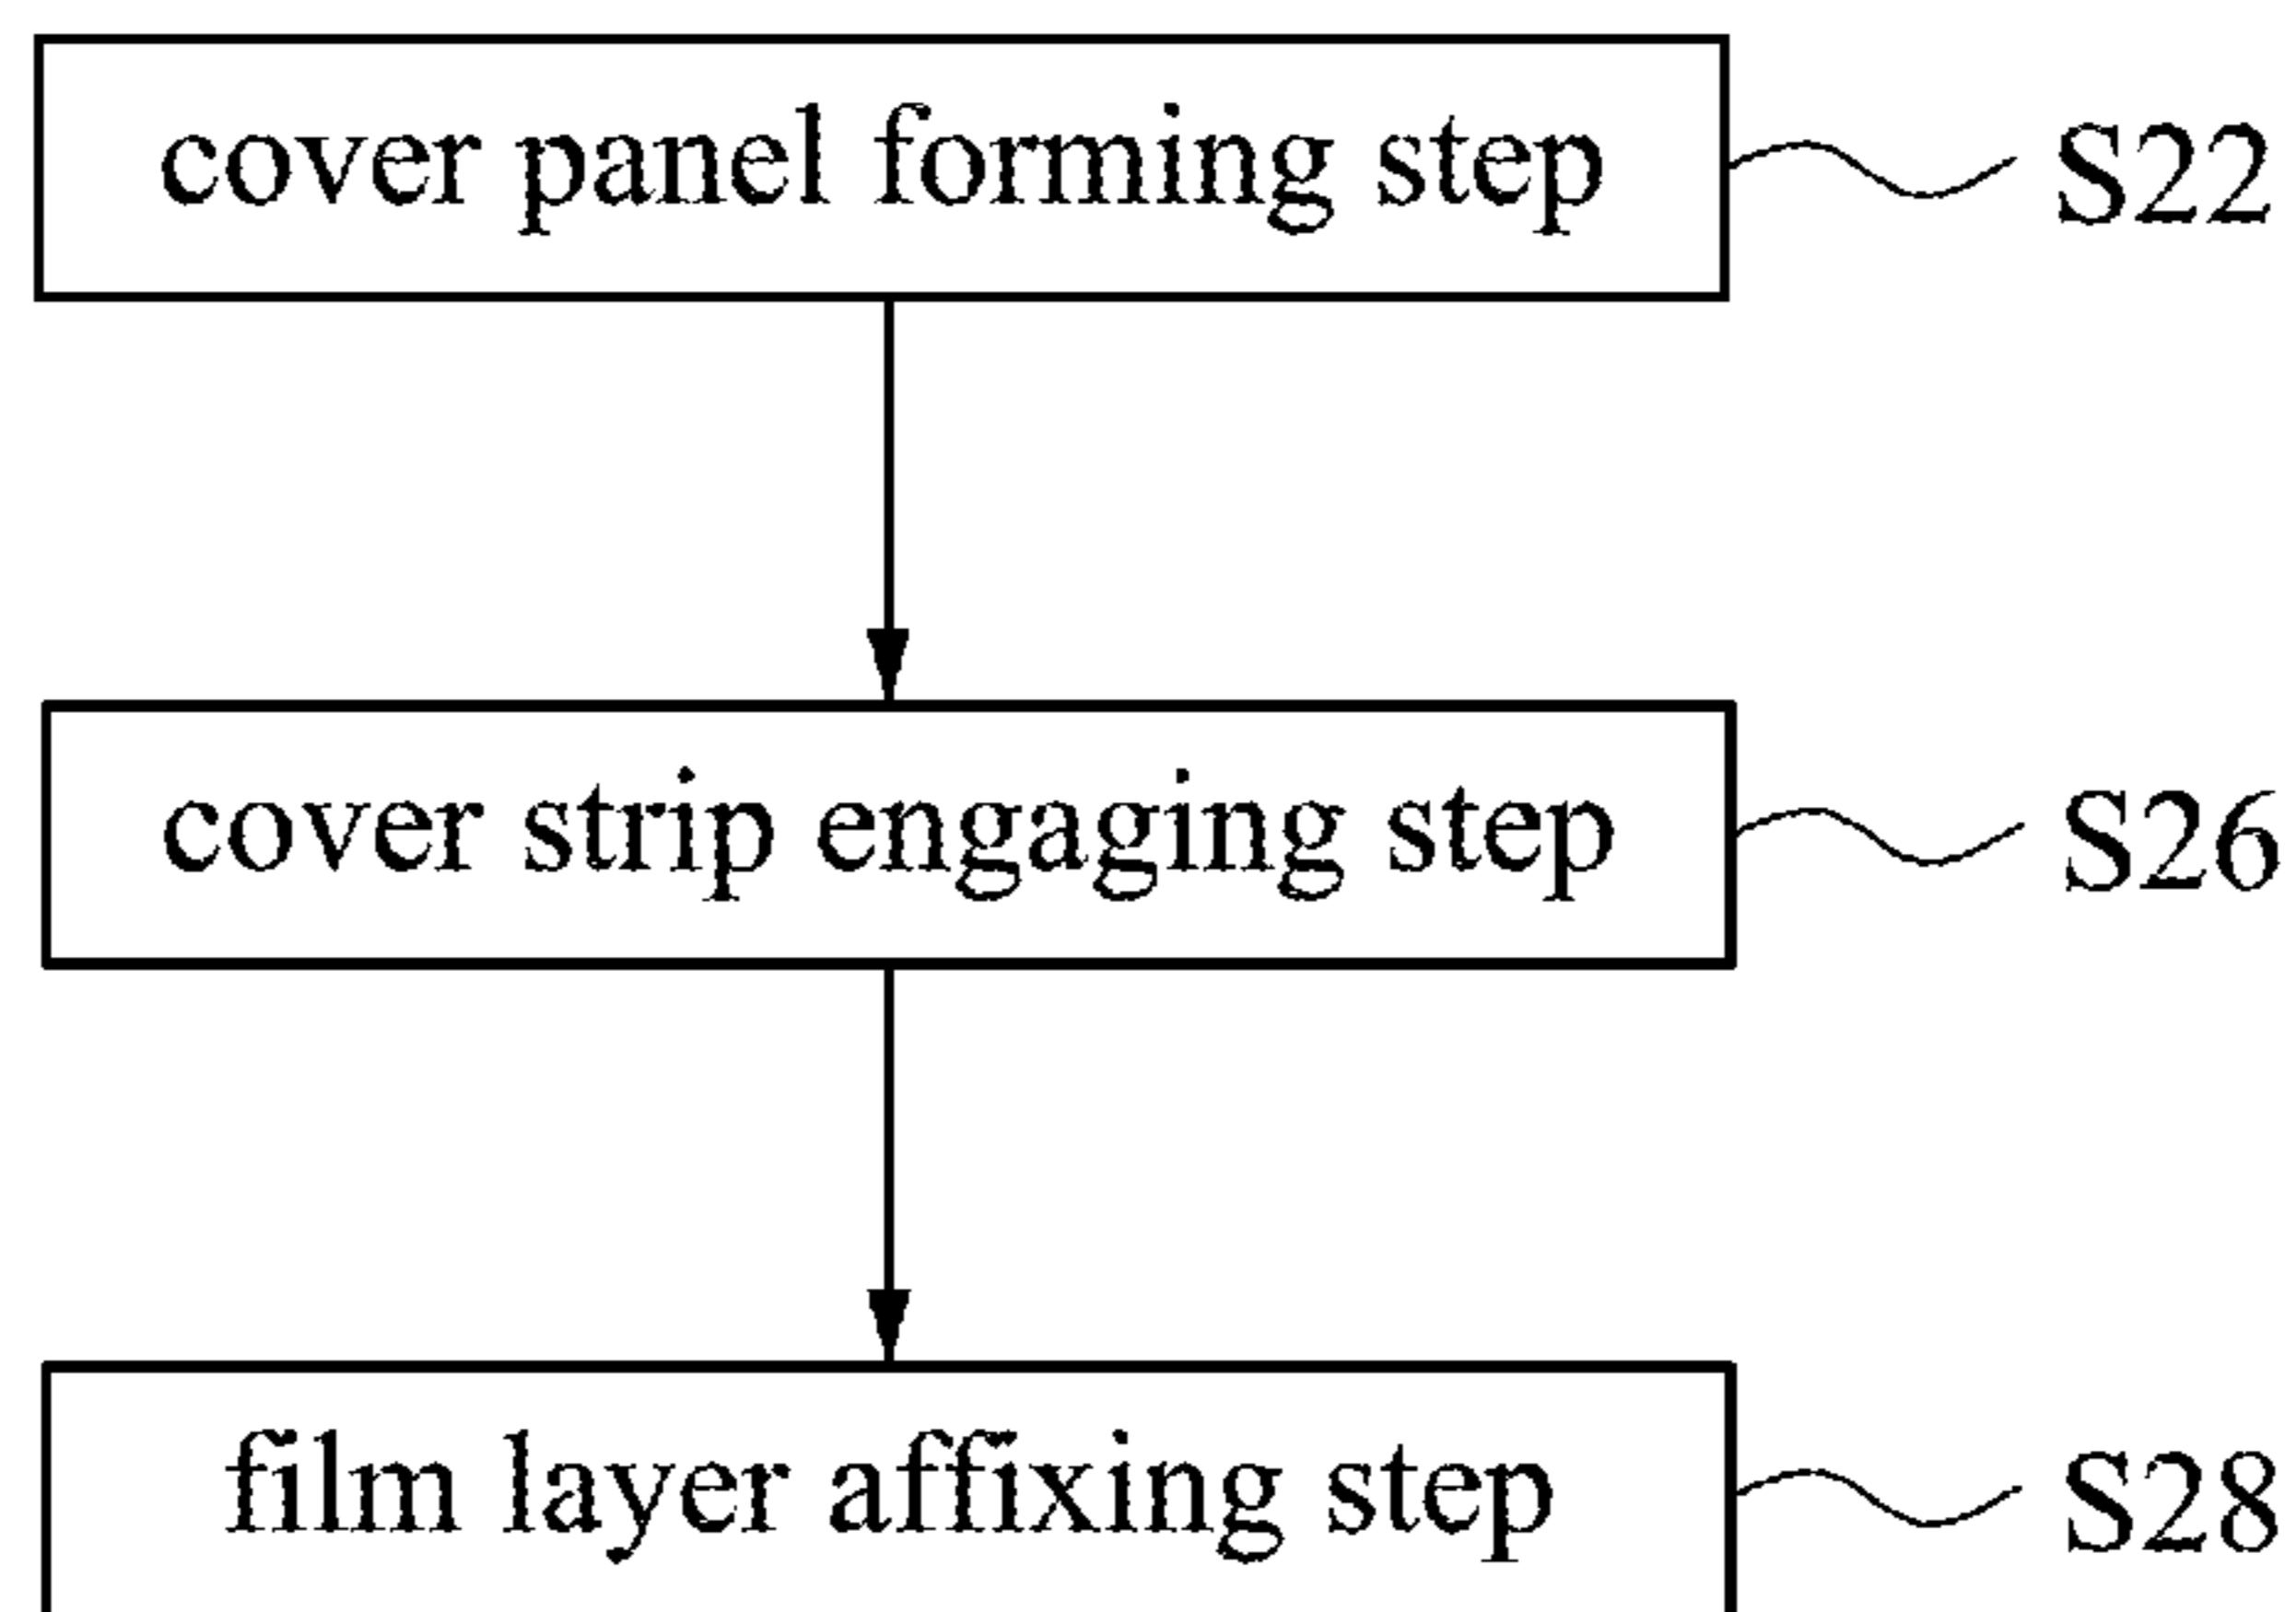 cover panel forming step S22
cover strip engaging step S26
film layer affixing step S28